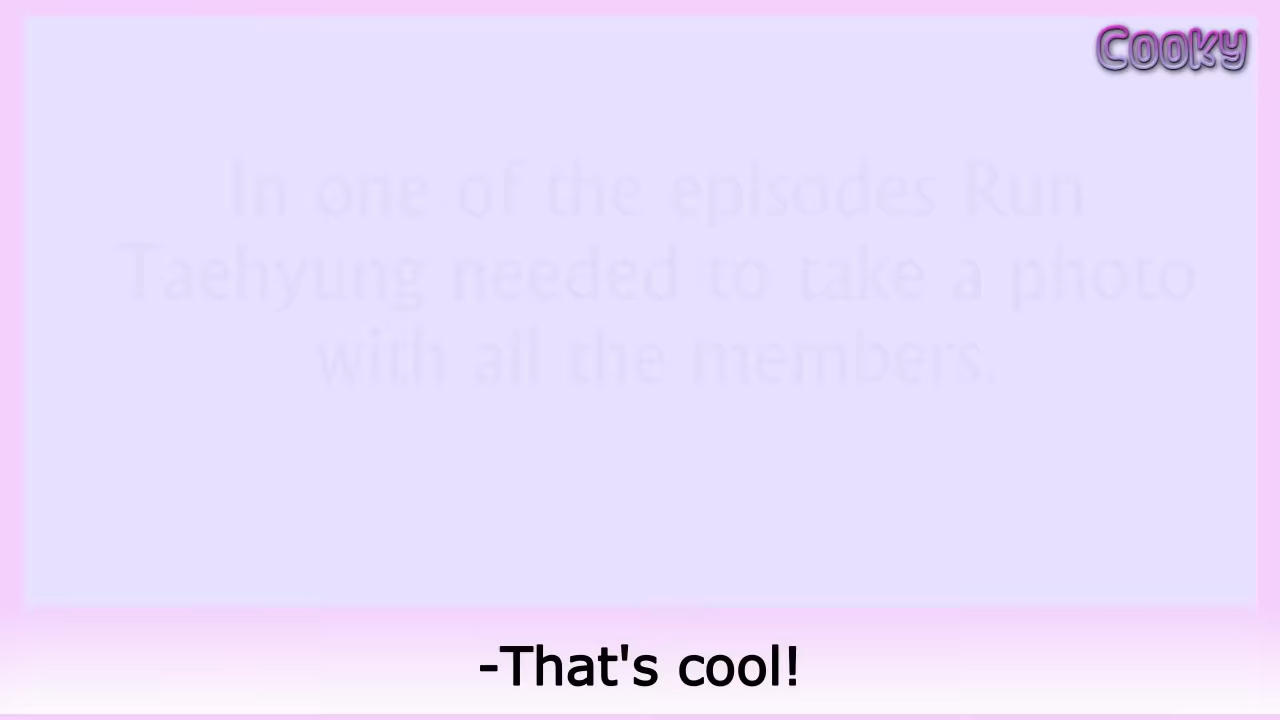 Cooky
In one of the episodes Run
Taehyung needed to take a photo
with all the members.
-That's cool!